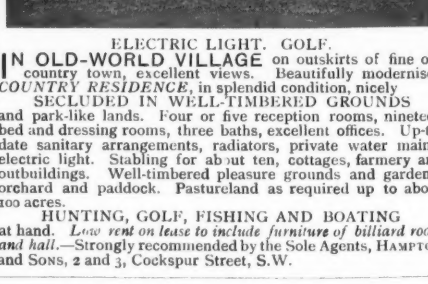 ELECTRIC LIGHT. GOLF.
IN OLD-WORLD VILLAGE on outskirts of fine o
country town, excellent views. Beautifully modernis
COUNTRY RESIDENCE, in splendid condition, nicely
SECLUDED IN WELL-TIMBERED GROUNDS
and park-like lands. Four or five reception rooms, ninete
bed and dressing rooms, three baths, excellent offices. Up-t
date sanitary arrangements, radiators, private water main
electric light. Stabling for about ten, cottages, farmery a
outbuildings. Well-timbered pleasure grounds and garden
orchard and paddock. Pastureland as required up to abo
100 acres.
HUNTING, GOLF, FISHING AND BOATING
at hand. Low rent on lease to include furniture of billiard roo
and hall.—Strongly recommended by the Sole Agents, HAMPTO
and SONS, 2 and 3, Cockspur Street, S.W.